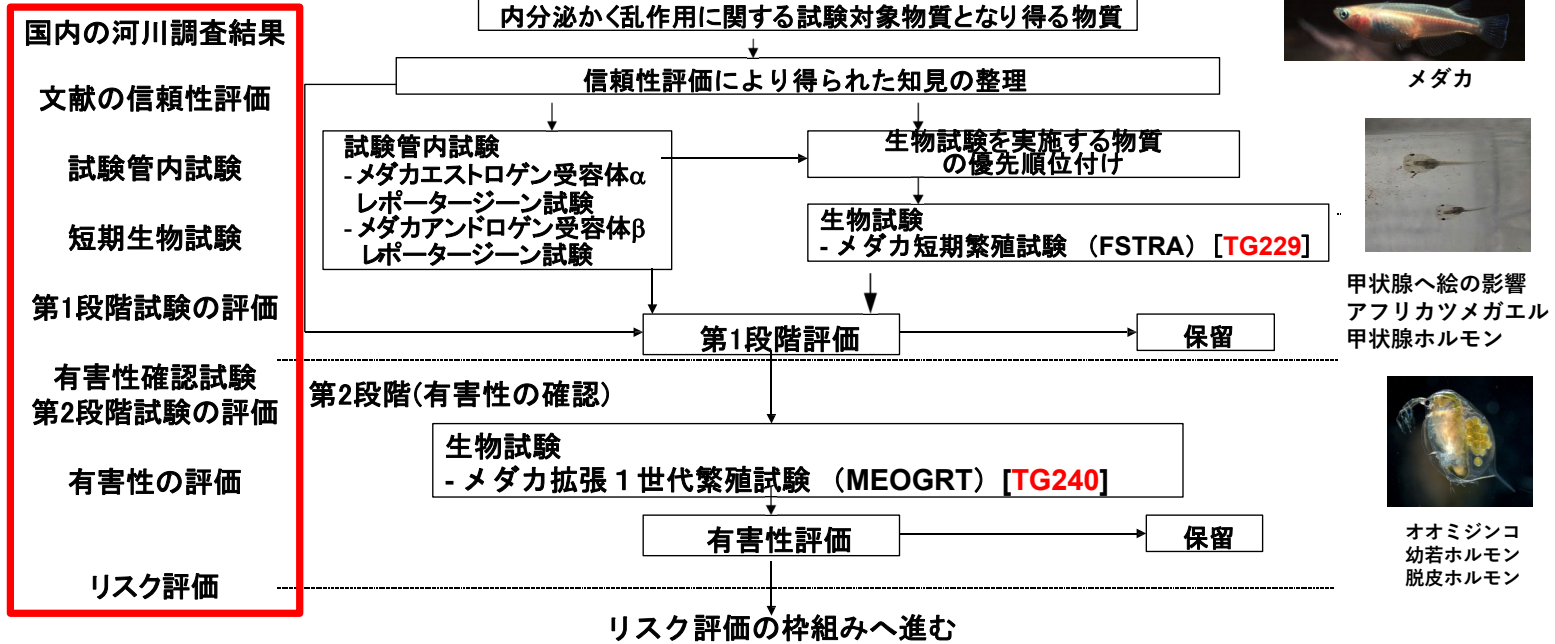 国内の河川調査結果
文献の信頼性評価
試験管内試験
短期生物試験
第1段階試験の評価
有害性確認試験
第2段階試験の評価
有害性の評価
リスク評価
内分泌かく乱作用に関する試験対象物質となり得る物質
信頼性評価により得られた知見の整理
試験管内試験
-メダカエストロゲン受容体α
レポータージーン試験
-メダカアンドロゲン受容体β
レポータージーン試験
生物試験を実施する物質
の優先順位付け
生物試験
- メダカ短期繁殖試験 (FSTRA) [TG229]
第1段階評価
保留
第2段階(有害性の確認)
生物試験
- メダカ拡張1世代繁殖試験 (MEOGRT) [TG240]
有害性評価
保留
リスク評価の枠組みへ進む
メダカ
甲状腺へ絵の影響
アフリカツメガエル
甲状腺ホルモン
オオミジンコ
幼若ホルモン
脱皮ホルモン